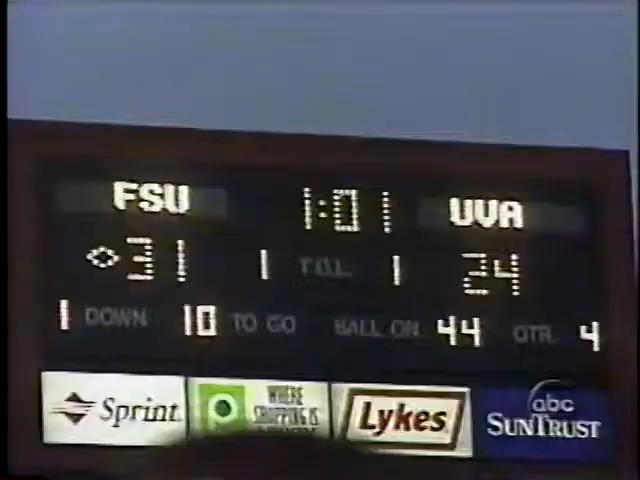 FSU 1:01 UVA
31 1 T.O.L. 1 24
1 DOWN 10 TO GO BALL ON 44 QTR. 4
Sprint
WHERE
SHOPPING IS
Lykes
abc
SUNTRUST